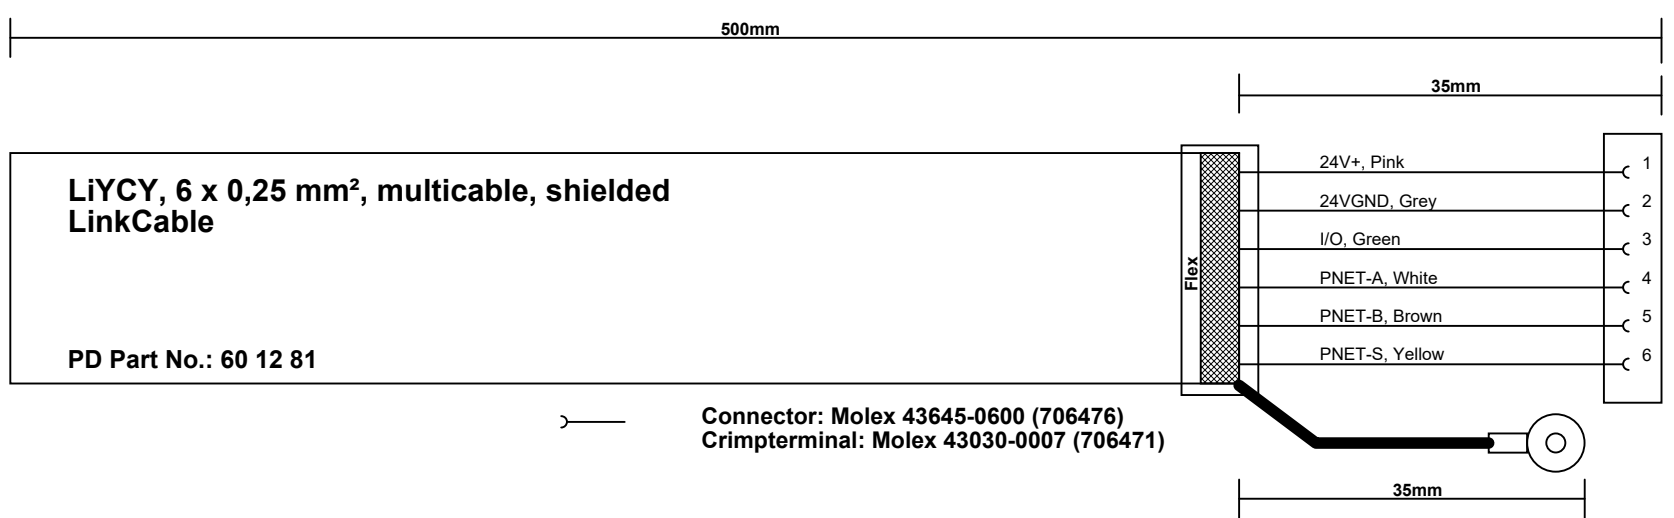 500mm
35mm
LiYCY, 6 x 0,25 mm², multicable, shielded
LinkCable
PD Part No.: 60 12 81
Flex
24V+, Pink 1
24VGND, Grey 2
I/O, Green 3
PNET-A, White 4
PNET-B, Brown 5
PNET-S, Yellow 6
Connector: Molex 43645-0600 (706476)
Crimpterminal: Molex 43030-0007 (706471)
35mm